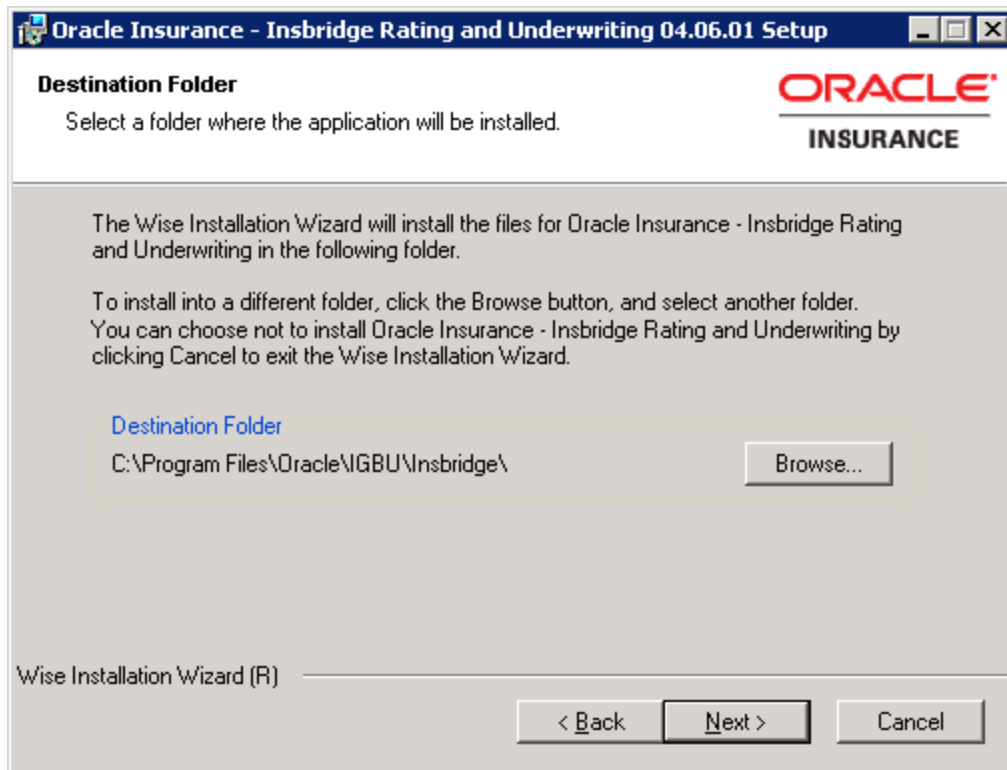 Oracle Insurance - Insbridge Rating and Underwriting 04.06.01 Setup
Destination Folder
Select a folder where the application will be installed.
ORACLE
INSURANCE
The Wise Installation Wizard will install the files for Oracle Insurance - Insbridge Rating
and Underwriting in the following folder.
To install into a different folder, click the Browse button, and select another folder.
You can choose not to install Oracle Insurance - Insbridge Rating and Underwriting by
clicking Cancel to exit the Wise Installation Wizard.
Destination Folder
C:\Program Files\Oracle\IGBU\Insbridge\
Browse...
Wise Installation Wizard (R)
< Back
Next >
Cancel